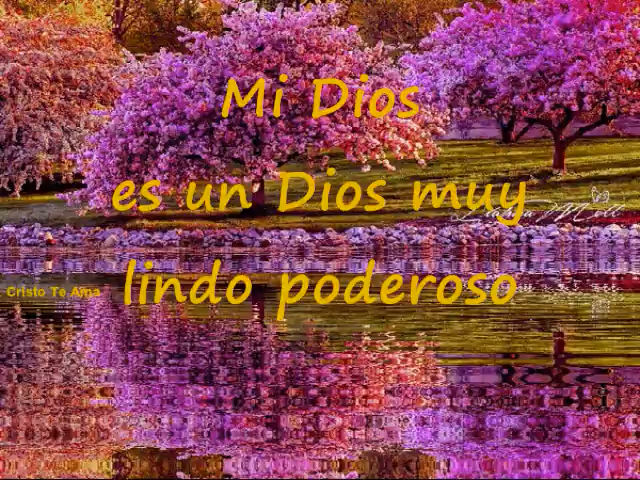 Mi Dios
es un Dios muy
lindo poderoso
Cristo Te Ama